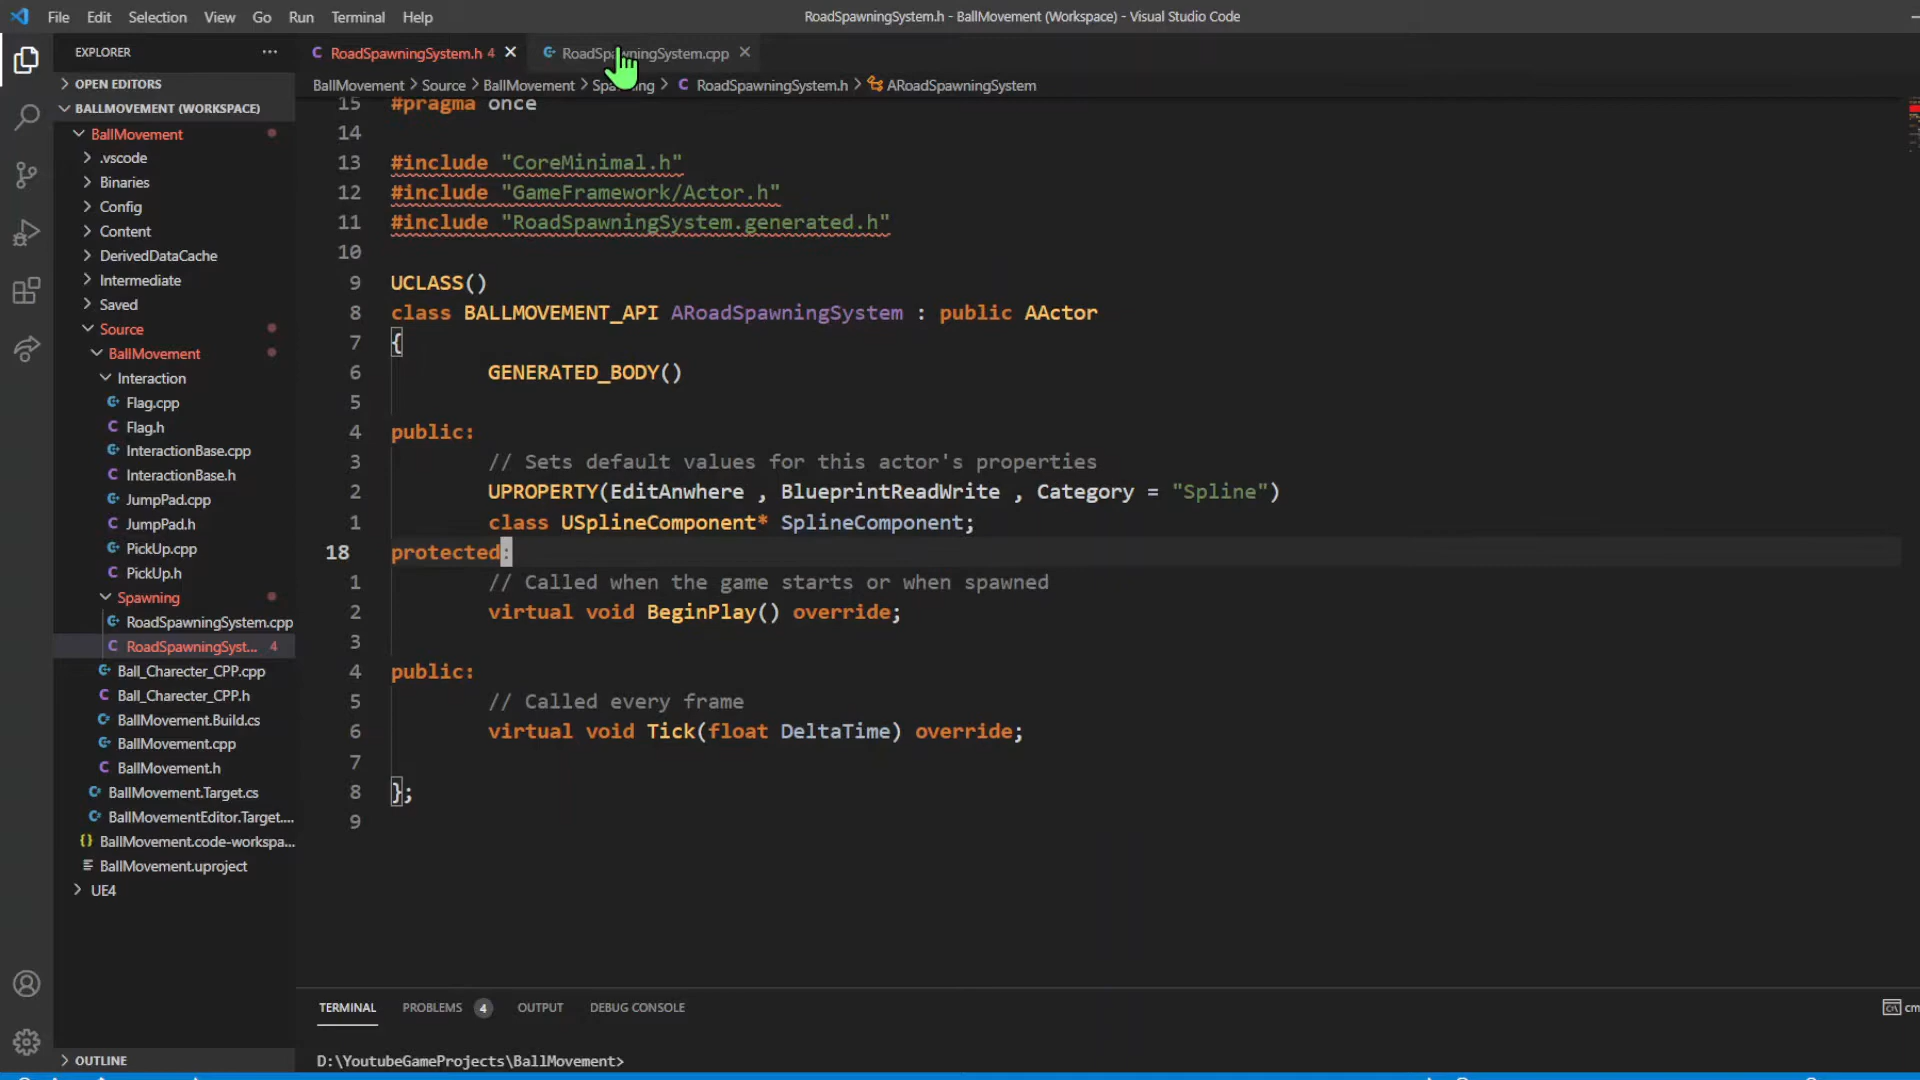 File Edit Selection View Go Run Terminal Help
RoadSpawningSystem.h - BallMovement (Workspace) - Visual Studio Code
EXPLORER ...
RoadSpawningSystem.h 4
RoadSpawningSystem.cpp
OPEN EDITORS
BALLMOVEMENT (WORKSPACE)
BallMovement
.vscode
Binaries
Config
Content
DerivedDataCache
Intermediate
Saved
Source
BallMovement
Interaction
Flag.cpp
Flag.h
InteractionBase.cpp
InteractionBase.h
JumpPad.cpp
JumpPad.h
PickUp.cpp
PickUp.h
Spawning
RoadSpawningSystem.cpp
RoadSpawningSyst... 4
Ball_Charecter_CPP.cpp
Ball_Charecter_CPP.h
BallMovement.Build.cs
BallMovement.cpp
BallMovement.h
BallMovement.Target.cs
BallMovementEditor.Target....
BallMovement.code-workspa...
BallMovement.uproject
UE4
OUTLINE
BallMovement > Source > BallMovement > Spawning > RoadSpawningSystem.h > ARoadSpawningSystem
15 #pragma once
14
13 #include "CoreMinimal.h"
12 #include "GameFramework/Actor.h"
11 #include "RoadSpawningSystem.generated.h"
10
9 UCLASS()
8 class BALLMOVEMENT_API ARoadSpawningSystem : public AActor
7 {
6 GENERATED_BODY()
5
4 public:
3 // Sets default values for this actor's properties
2 UPROPERTY(EditAnwhere , BlueprintReadWrite , Category = "Spline")
1 class USplineComponent* SplineComponent;
18 protected:
1 // Called when the game starts or when spawned
2 virtual void BeginPlay() override;
3
4 public:
5 // Called every frame
6 virtual void Tick(float DeltaTime) override;
7
8 };
9
TERMINAL PROBLEMS 4 OUTPUT DEBUG CONSOLE
cm
D:\YoutubeGameProjects\BallMovement>